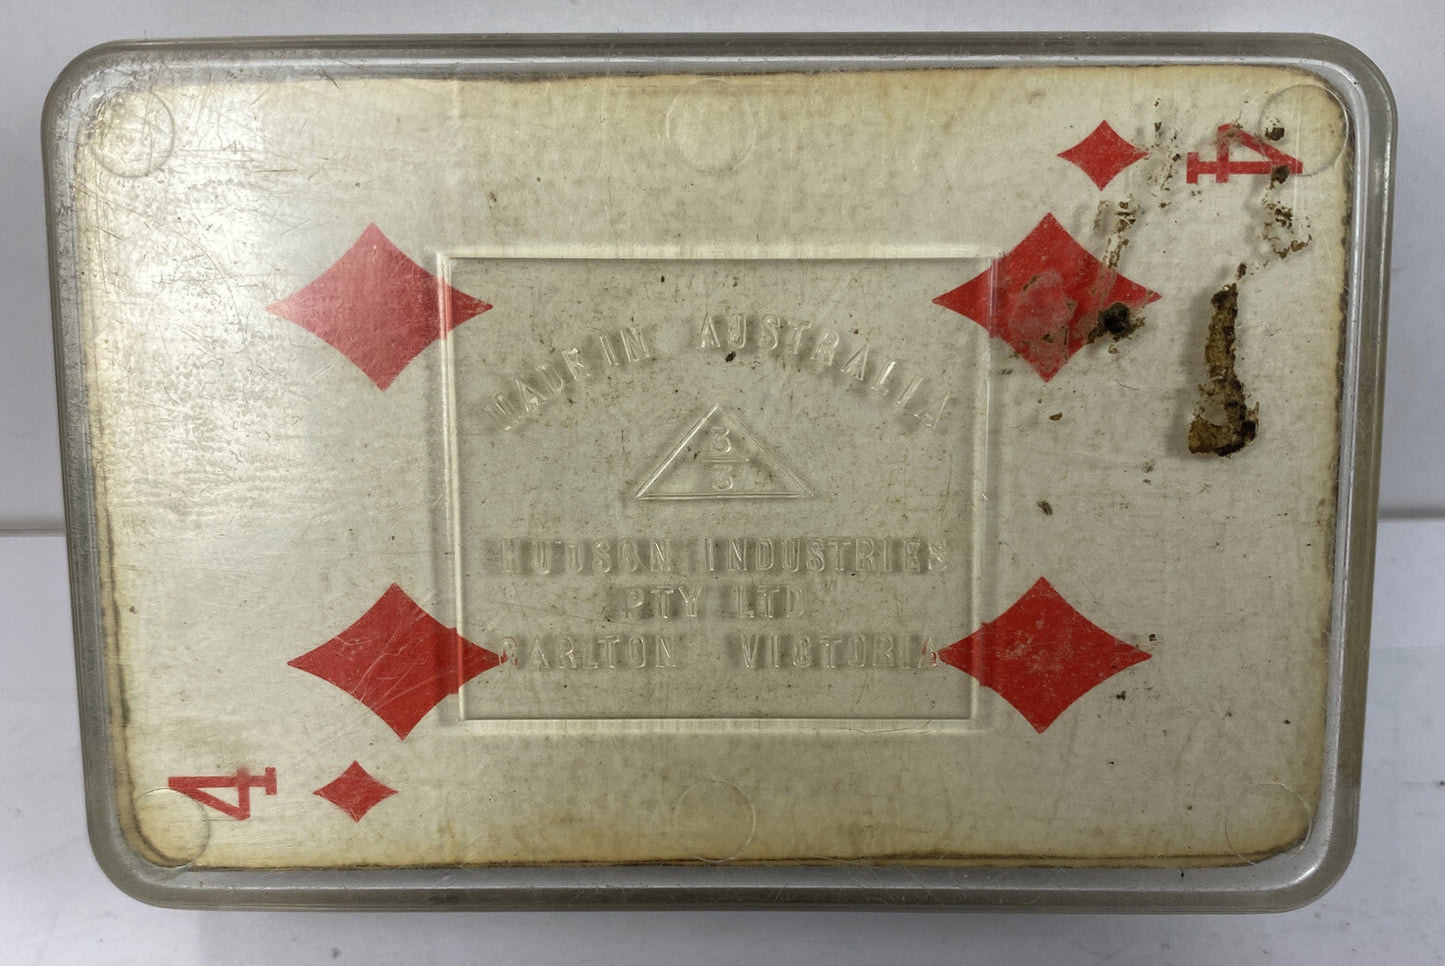 4
MADE IN AUSTRALIA
3
3
HUDSON INDUSTRIES
PTY LTD
CARLTON VICTORIA
4